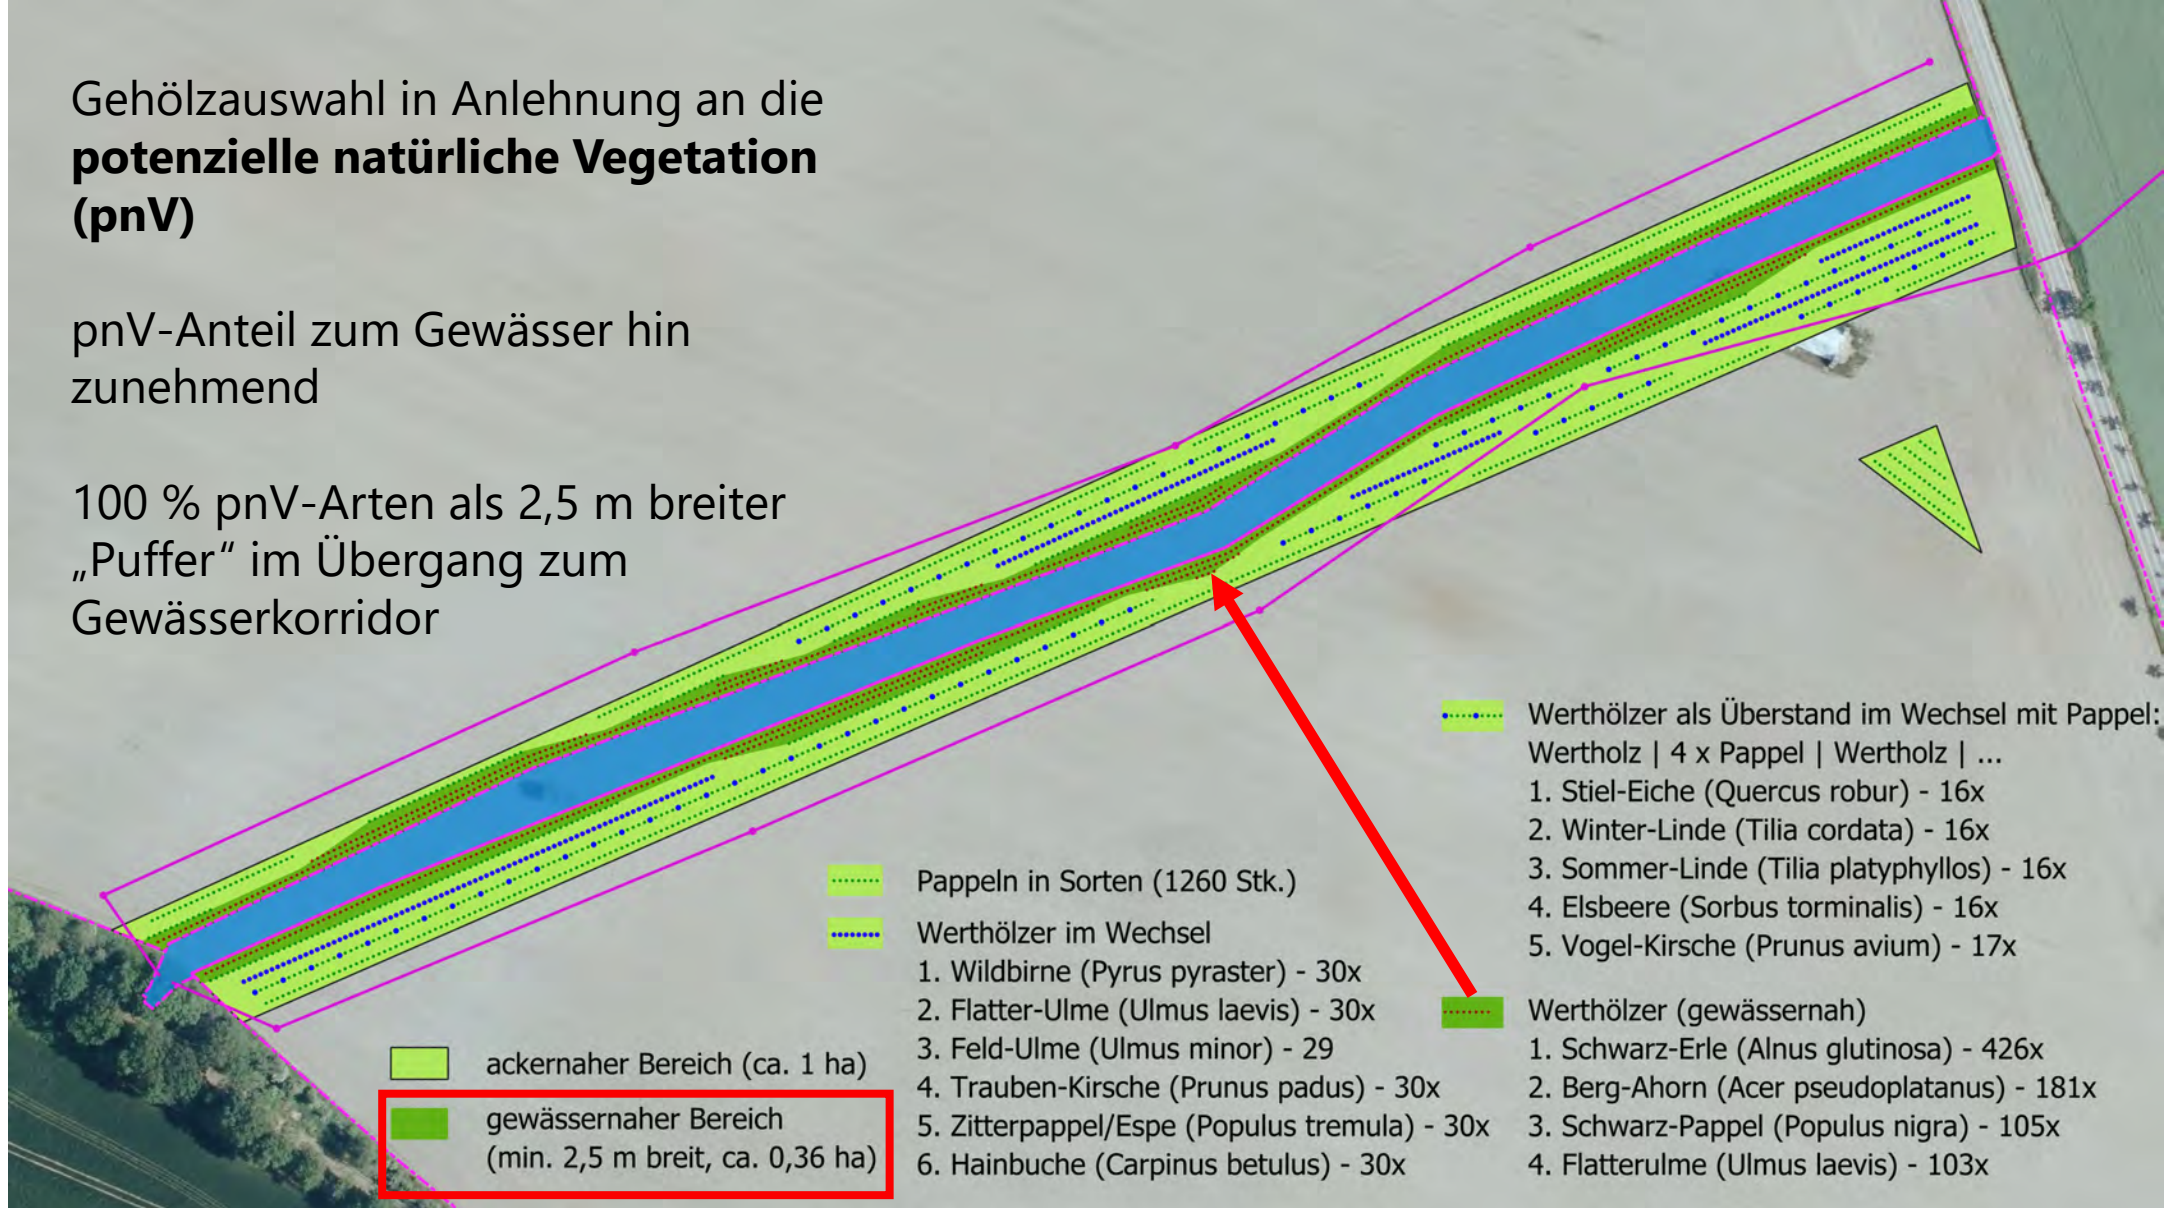 Gehölzauswahl in Anlehnung an die
potenzielle natürliche Vegetation
(pnV)
pnV-Anteil zum Gewässer hin
zunehmend
100 % pnV-Arten als 2,5 m breiter
„Puffer“ im Übergang zum
Gewässerkorridor
ackernaher Bereich (ca. 1 ha)
gewässernaher Bereich
(min. 2,5 m breit, ca. 0,36 ha)
Pappeln in Sorten (1260 Stk.)
Werthölzer im Wechsel
1. Wildbirne (Pyrus pyraster) - 30x
2. Flatter-Ulme (Ulmus laevis) - 30x
3. Feld-Ulme (Ulmus minor) - 29
4. Trauben-Kirsche (Prunus padus) - 30x
5. Zitterpappel/Espe (Populus tremula) - 30x
6. Hainbuche (Carpinus betulus) - 30x
Werthölzer als Überstand im Wechsel mit Pappel:
Wertholz | 4 x Pappel | Wertholz | ...
1. Stiel-Eiche (Quercus robur) - 16x
2. Winter-Linde (Tilia cordata) - 16x
3. Sommer-Linde (Tilia platyphyllos) - 16x
4. Elsbeere (Sorbus torminalis) - 16x
5. Vogel-Kirsche (Prunus avium) - 17x
Werthölzer (gewässernah)
1. Schwarz-Erle (Alnus glutinosa) - 426x
2. Berg-Ahorn (Acer pseudoplatanus) - 181x
3. Schwarz-Pappel (Populus nigra) - 105x
4. Flatterulme (Ulmus laevis) - 103x